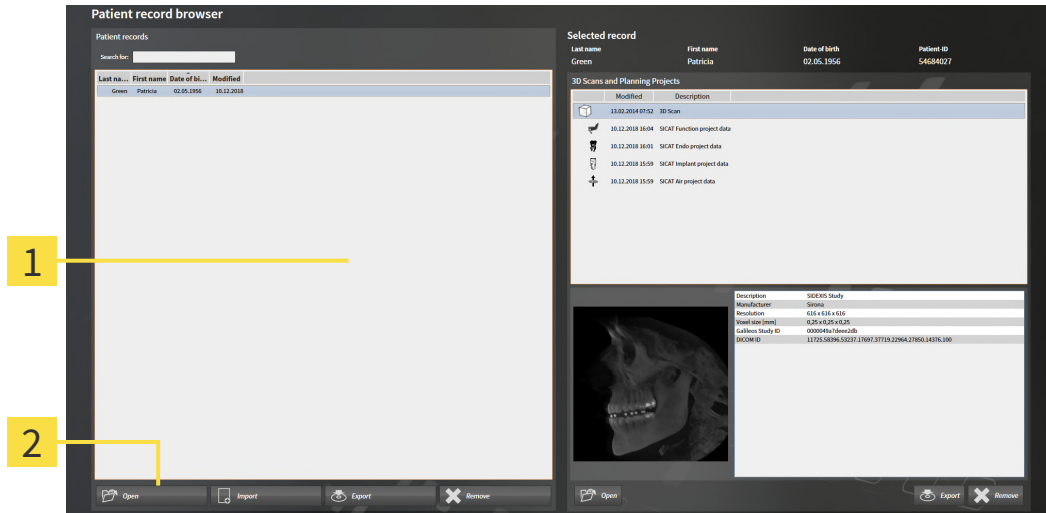 Patient record browser
Patient records
Search for:
Last na... First name Date of bi... Modified
Green Patricia 02.05.1956 10.12.2018
1
2
Open Import Export Remove
Selected record
Last name First name Date of birth Patient-ID
Green Patricia 02.05.1956 54684027
3D Scans and Planning Projects
Modified Description
13.02.2014 07:52 3D Scan
10.12.2018 16:04 SICAT Function project data
10.12.2018 16:01 SICAT Endo project data
10.12.2018 15:59 SICAT Implant project data
10.12.2018 15:59 SICAT Air project data
Description SIDEXIS Study
Manufacturer Sirona
Resolution 616 x 616 x 616
Voxel size [mm] 0,25 x 0,25 x 0,25
Galileos Study ID 0000049a7deee2db
DICOM ID 11725.58396.53237.17697.37719.22964.27850.14376.100
Open Export Remove